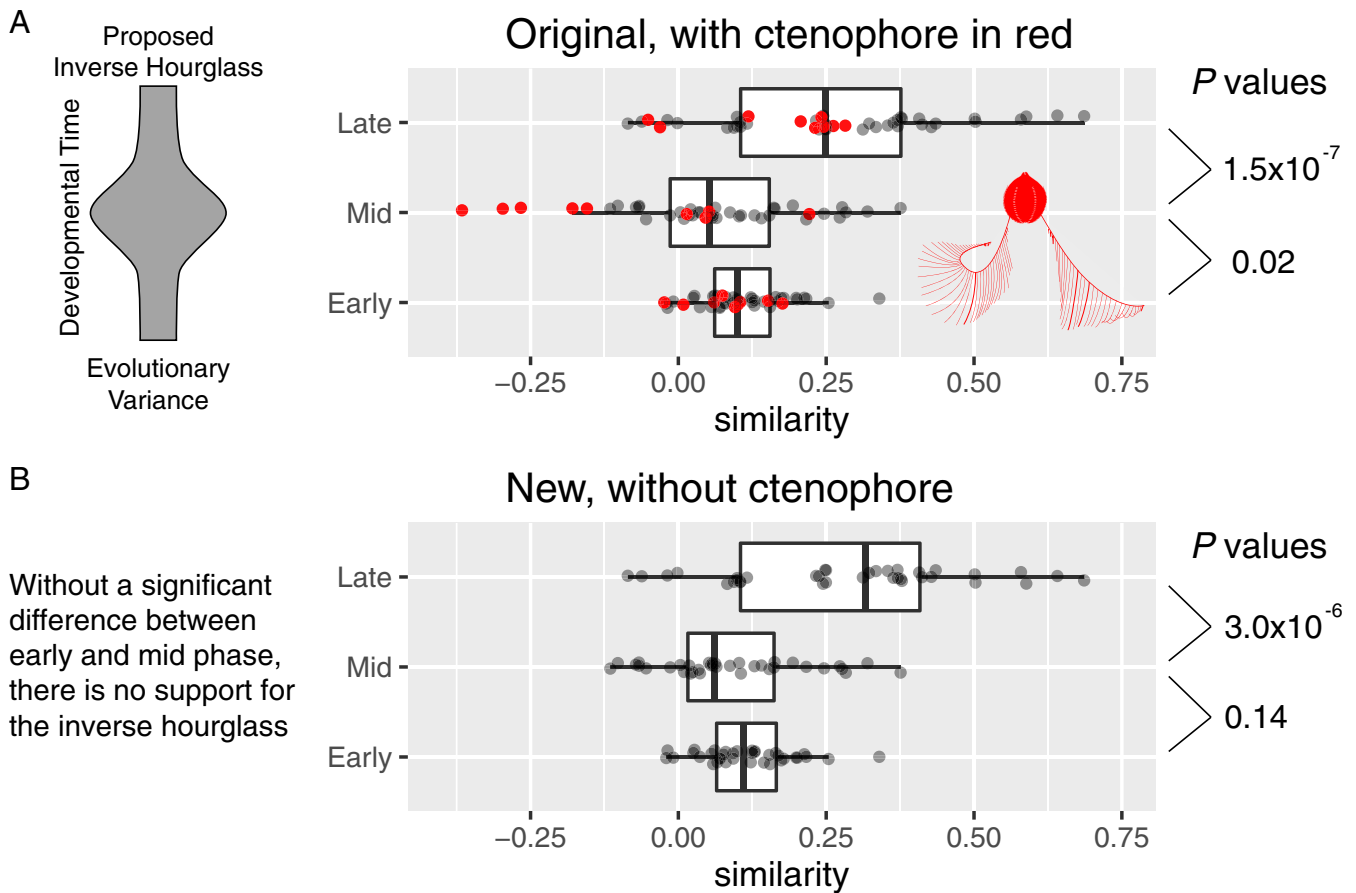 A
Proposed
Inverse Hourglass
Developmental Time
Evolutionary
Variance
Original, with ctenophore in red
Late
Mid
Early
−0.25 0.00 0.25 0.50 0.75
similarity
P values
1.5x10⁻⁷
0.02
B
Without a significant
difference between
early and mid phase,
there is no support for
the inverse hourglass
New, without ctenophore
Late
Mid
Early
−0.25 0.00 0.25 0.50 0.75
similarity
P values
3.0x10⁻⁶
0.14